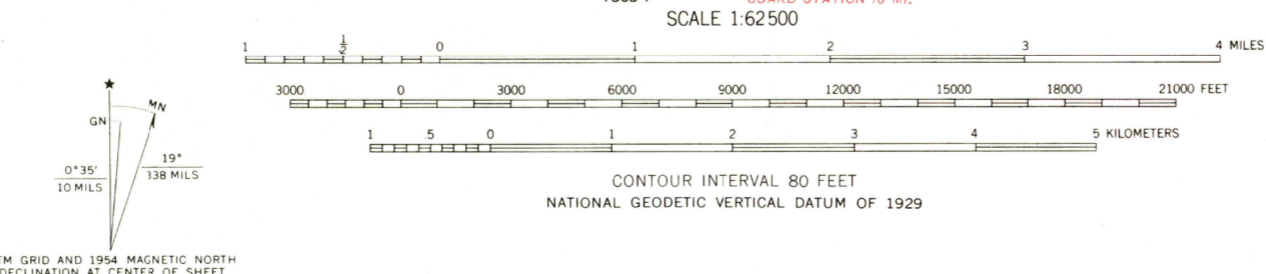 SCALE 1:62500
1 ½ 0 1 2 3 4 MILES
3000 0 3000 6000 9000 12000 15000 18000 21000 FEET
1 .5 0 1 2 3 4 5 KILOMETERS
CONTOUR INTERVAL 80 FEET
NATIONAL GEODETIC VERTICAL DATUM OF 1929
★
MN
GN
0°35'
10 MILS
19°
338 MILS
TM GRID AND 1954 MAGNETIC NORTH
DECLINATION AT CENTER OF SHEET